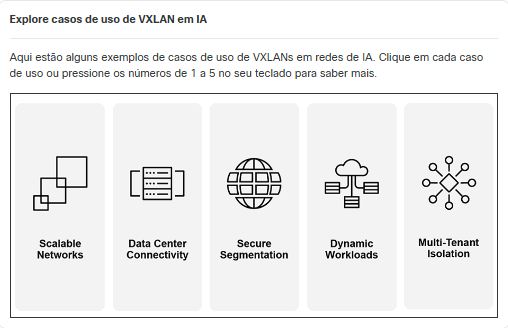 Explore casos de uso de VXLAN em IA
Aqui estão alguns exemplos de casos de uso de VXLANs em redes de IA. Clique em cada caso
de uso ou pressione os números de 1 a 5 no seu teclado para saber mais.
Scalable
Networks
Data Center
Connectivity
Secure
Segmentation
Dynamic
Workloads
Multi-Tenant
Isolation